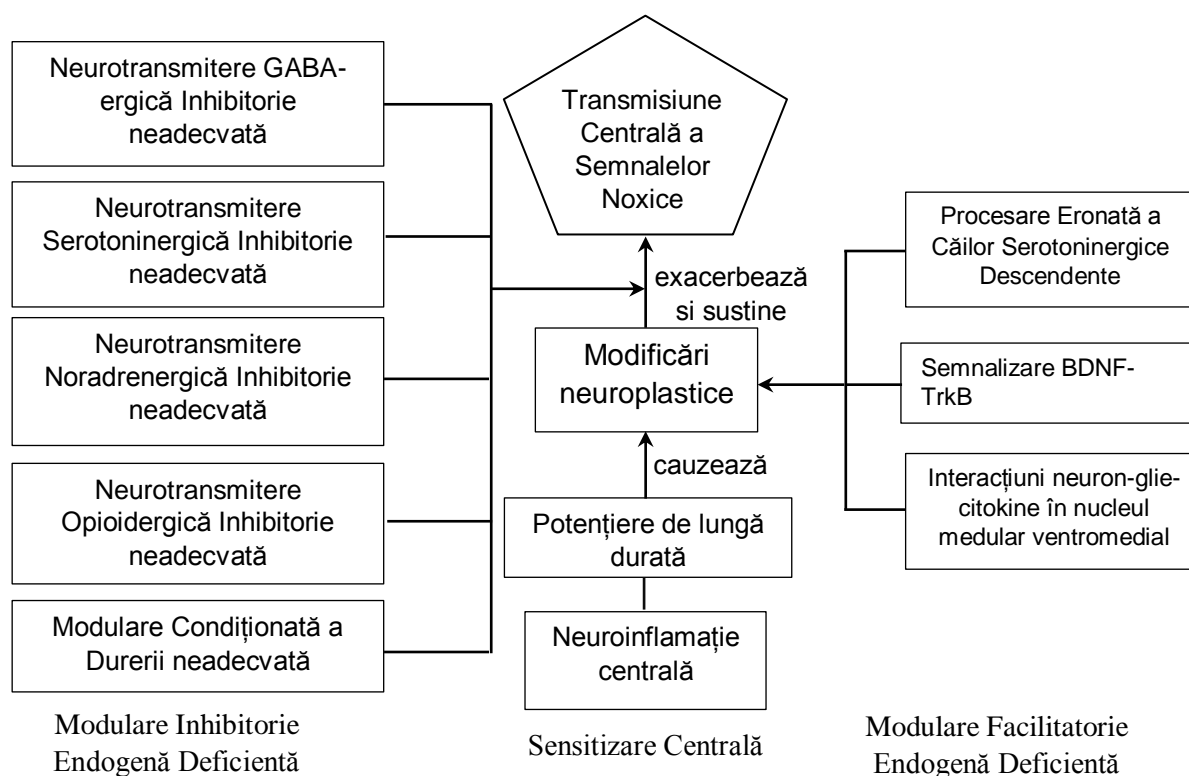 Neurotransmitere GABA-
ergică Inhibitorie
neadecvată
Neurotransmitere
Serotoninergică Inhibitorie
neadecvată
Neurotransmitere
Noradrenergică Inhibitorie
neadecvată
Neurotransmitere
Opioidergică Inhibitorie
neadecvată
Modulare Condiționată a
Durerii neadecvată
Modulare Inhibitorie
Endogenă Deficientă
Transmisiune
Centrală a
Semnalelor
Noxice
exacerbează
si sustine
Modificări
neuroplastice
cauzează
Potențiere de lungă
durată
Neuroinflamație
centrală
Sensitizare Centrală
Procesare Eronată a
Căilor Serotoninergice
Descendente
Semnalizare BDNF-
TrkB
Interacțiuni neuron-glie-
citokine în nucleul
medular ventromedial
Modulare Facilitatorie
Endogenă Deficientă